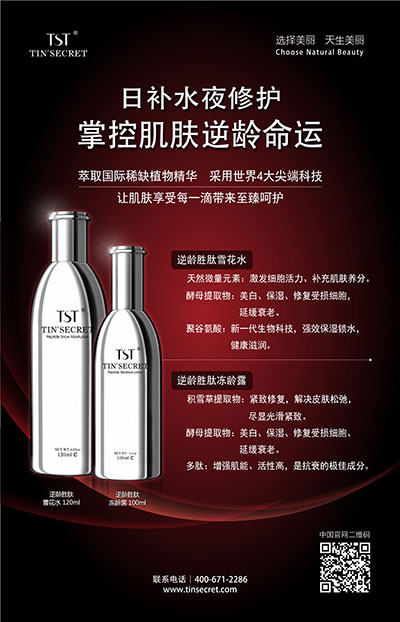 TST®
TIN'SECRET
选择美丽 天生美丽
Choose Natural Beauty
日补水夜修护
掌控肌肤逆龄命运
萃取国际稀缺植物精华 采用世界4大尖端科技
让肌肤享受每一滴带来至臻呵护
逆龄胜肽雪花水
天然微量元素：激发细胞活力、补充肌肤养分。
酵母提取物：美白、保湿、修复受损细胞，
延缓衰老。
聚谷氨酸：新一代生物科技，强效保湿锁水，
健康滋润。
逆龄胜肽冻龄露
积雪草提取物：紧致修复，解决皮肤松弛，
尽显光滑紧致。
酵母提取物：美白、保湿、修复受损细胞、
延缓衰老。
多肽：增强肌能、活性高，是抗衰的极佳成分。
TST
TIN'SECRET
Peptide Snow Moisturizer
120ml
TST
TIN'SECRET
Peptide Renewal Lotion
100ml
逆龄胜肽
雪花水 120ml
逆龄胜肽
冻龄露 100ml
中国官网二维码
联系电话｜400-671-2286
www.tinsecret.com